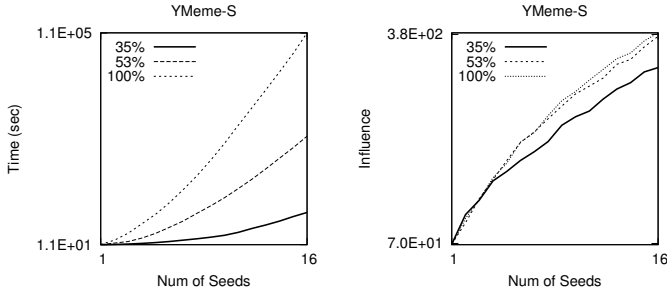 YMeme-S
1.1E+05
35%
53%
100%
Time (sec)
1.1E+01
1
16
Num of Seeds
YMeme-S
3.8E+02
35%
53%
100%
Influence
7.0E+01
1
16
Num of Seeds